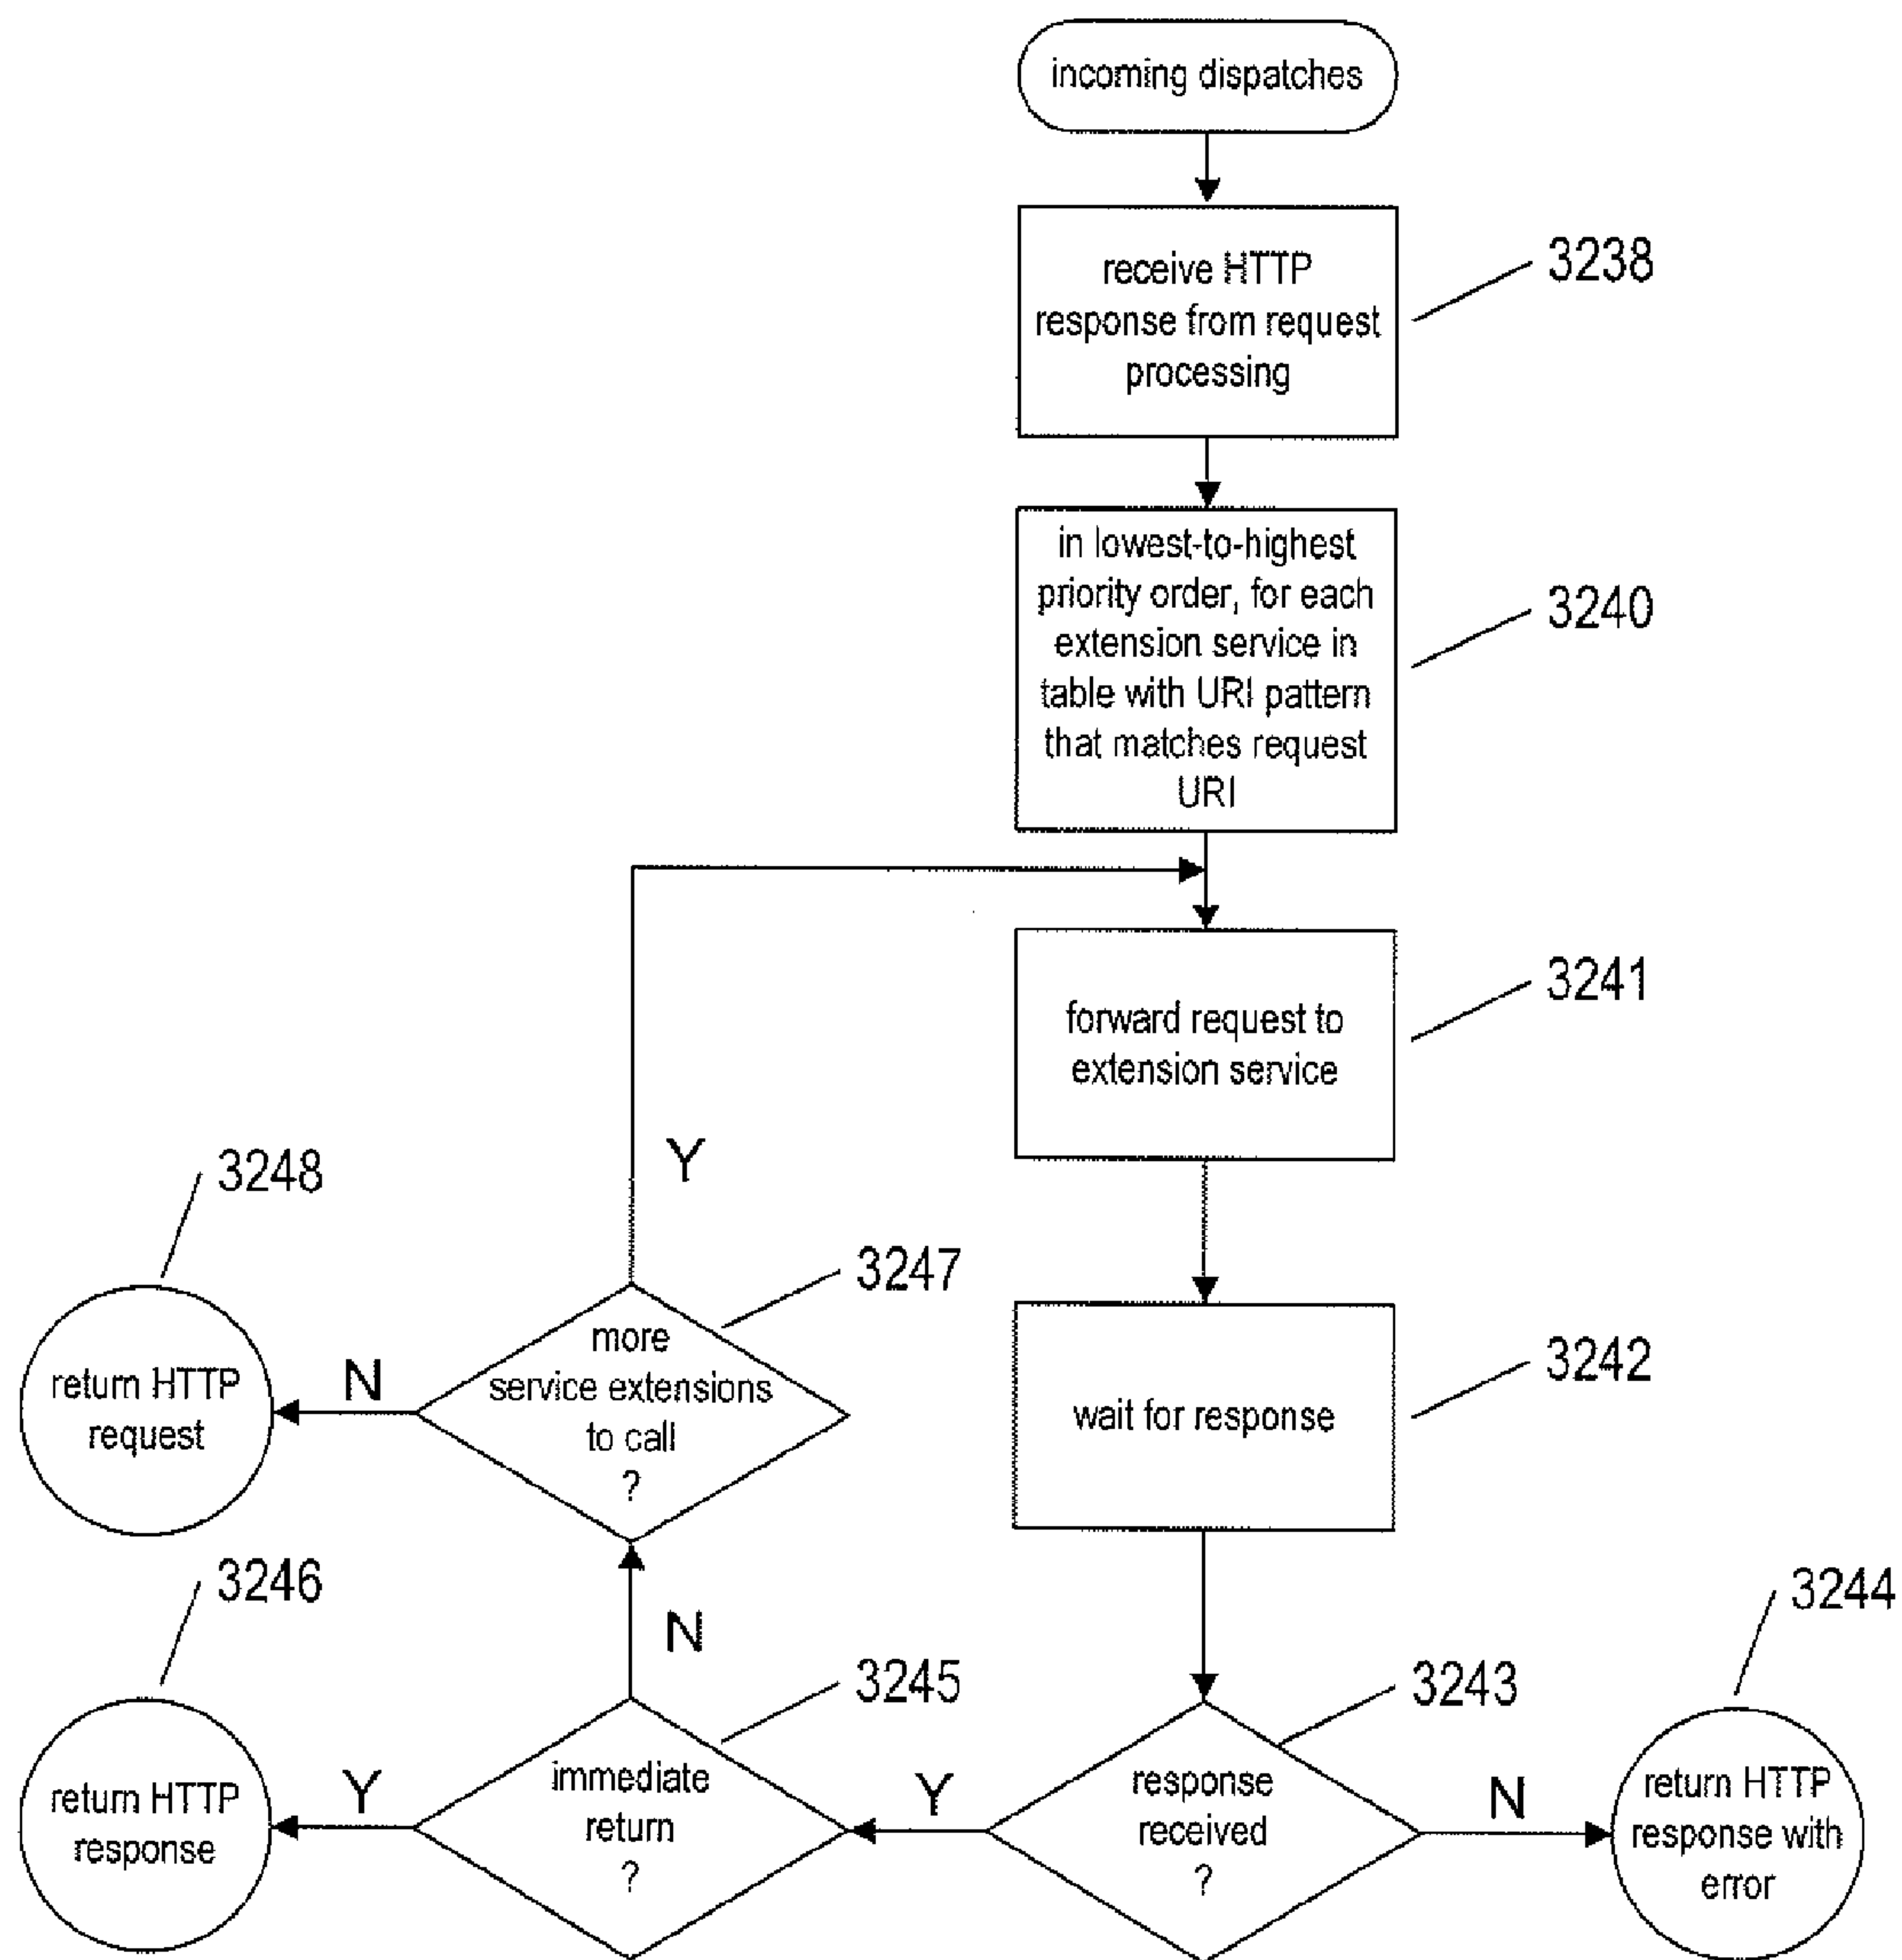 incoming dispatches
receive HTTP
response from request
processing
3238
in lowest-to-highest
priority order, for each
extension service in
table with URI pattern
that matches request
URI
3240
forward request to
extension service
3241
wait for response
3242
response
received
?
3243
Y
N
return HTTP
response with
error
3244
immediate
return
?
3245
Y
N
return HTTP
response
3246
more
service extensions
to call
?
3247
Y
N
return HTTP
request
3248